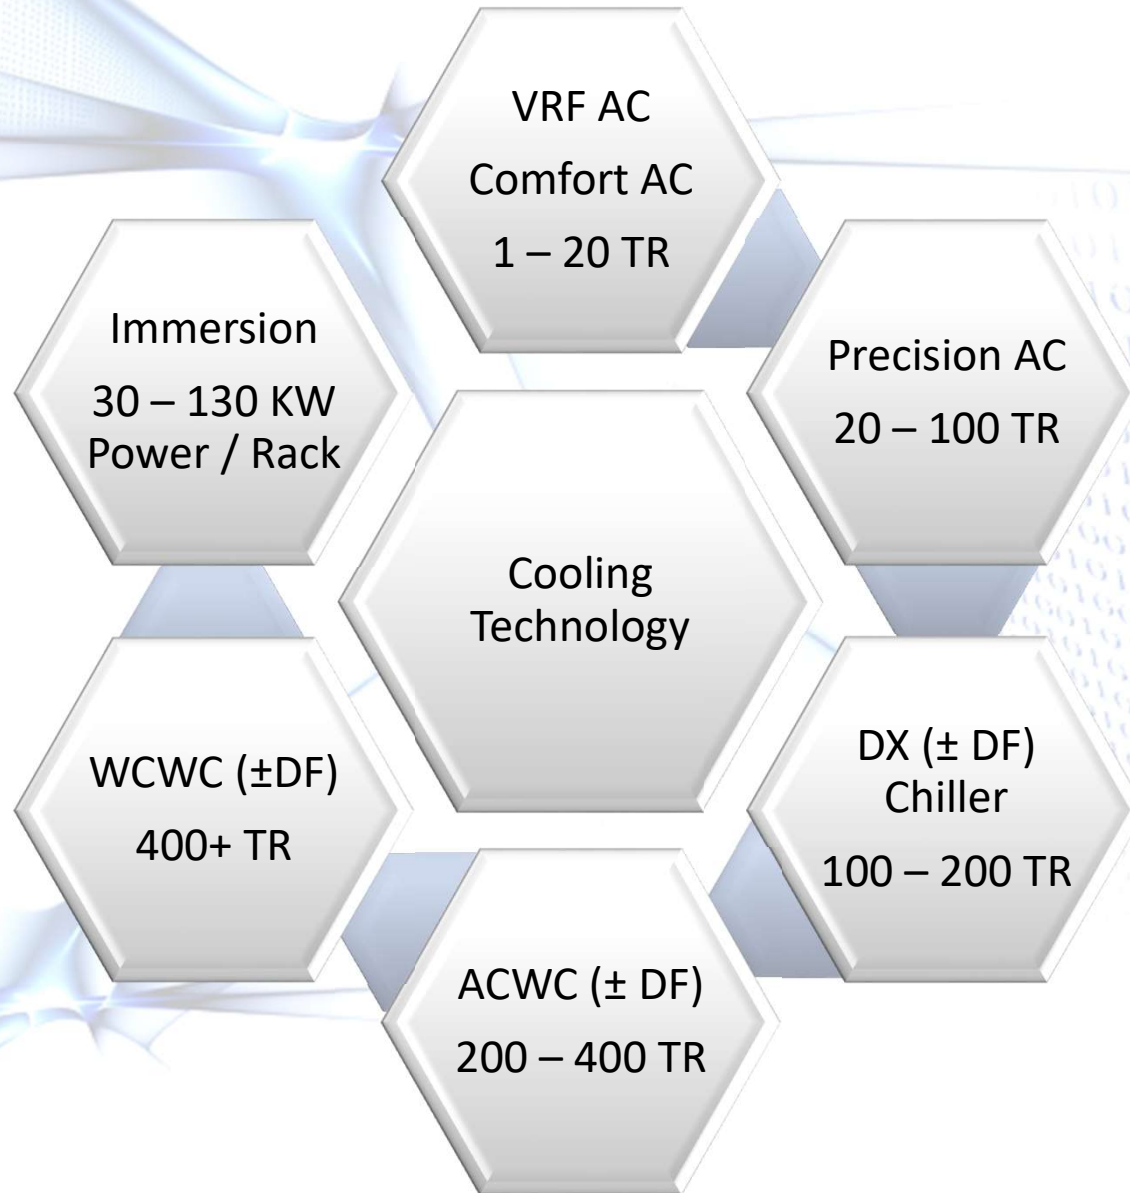 VRF AC
Comfort AC
1 – 20 TR
Precision AC
20 – 100 TR
DX (± DF)
Chiller
100 – 200 TR
ACWC (± DF)
200 – 400 TR
WCWC (±DF)
400+ TR
Immersion
30 – 130 KW
Power / Rack
Cooling
Technology